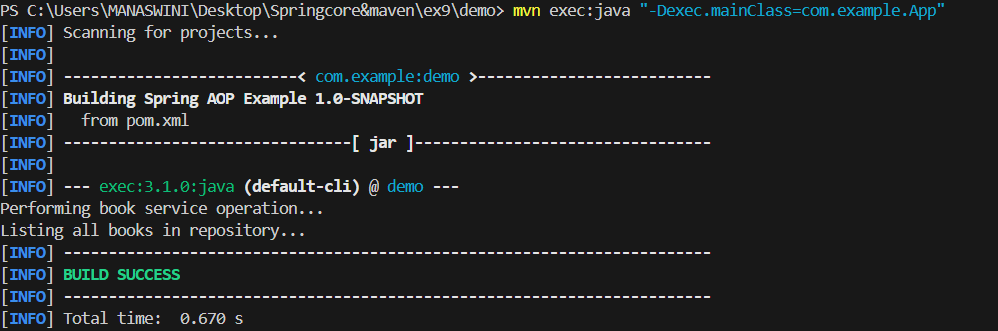 PS C:\Users\MANASWINI\Desktop\Springcore&maven\ex9\demo> mvn exec:java "-Dexec.mainClass=com.example.App"
[INFO] Scanning for projects...
[INFO]
[INFO] --------------------------< com.example:demo >--------------------------
[INFO] Building Spring AOP Example 1.0-SNAPSHOT
[INFO]   from pom.xml
[INFO] --------------------------------[ jar ]---------------------------------
[INFO]
[INFO] --- exec:3.1.0:java (default-cli) @ demo ---
Performing book service operation...
Listing all books in repository...
[INFO] ------------------------------------------------------------------------
[INFO] BUILD SUCCESS
[INFO] ------------------------------------------------------------------------
[INFO] Total time:  0.670 s